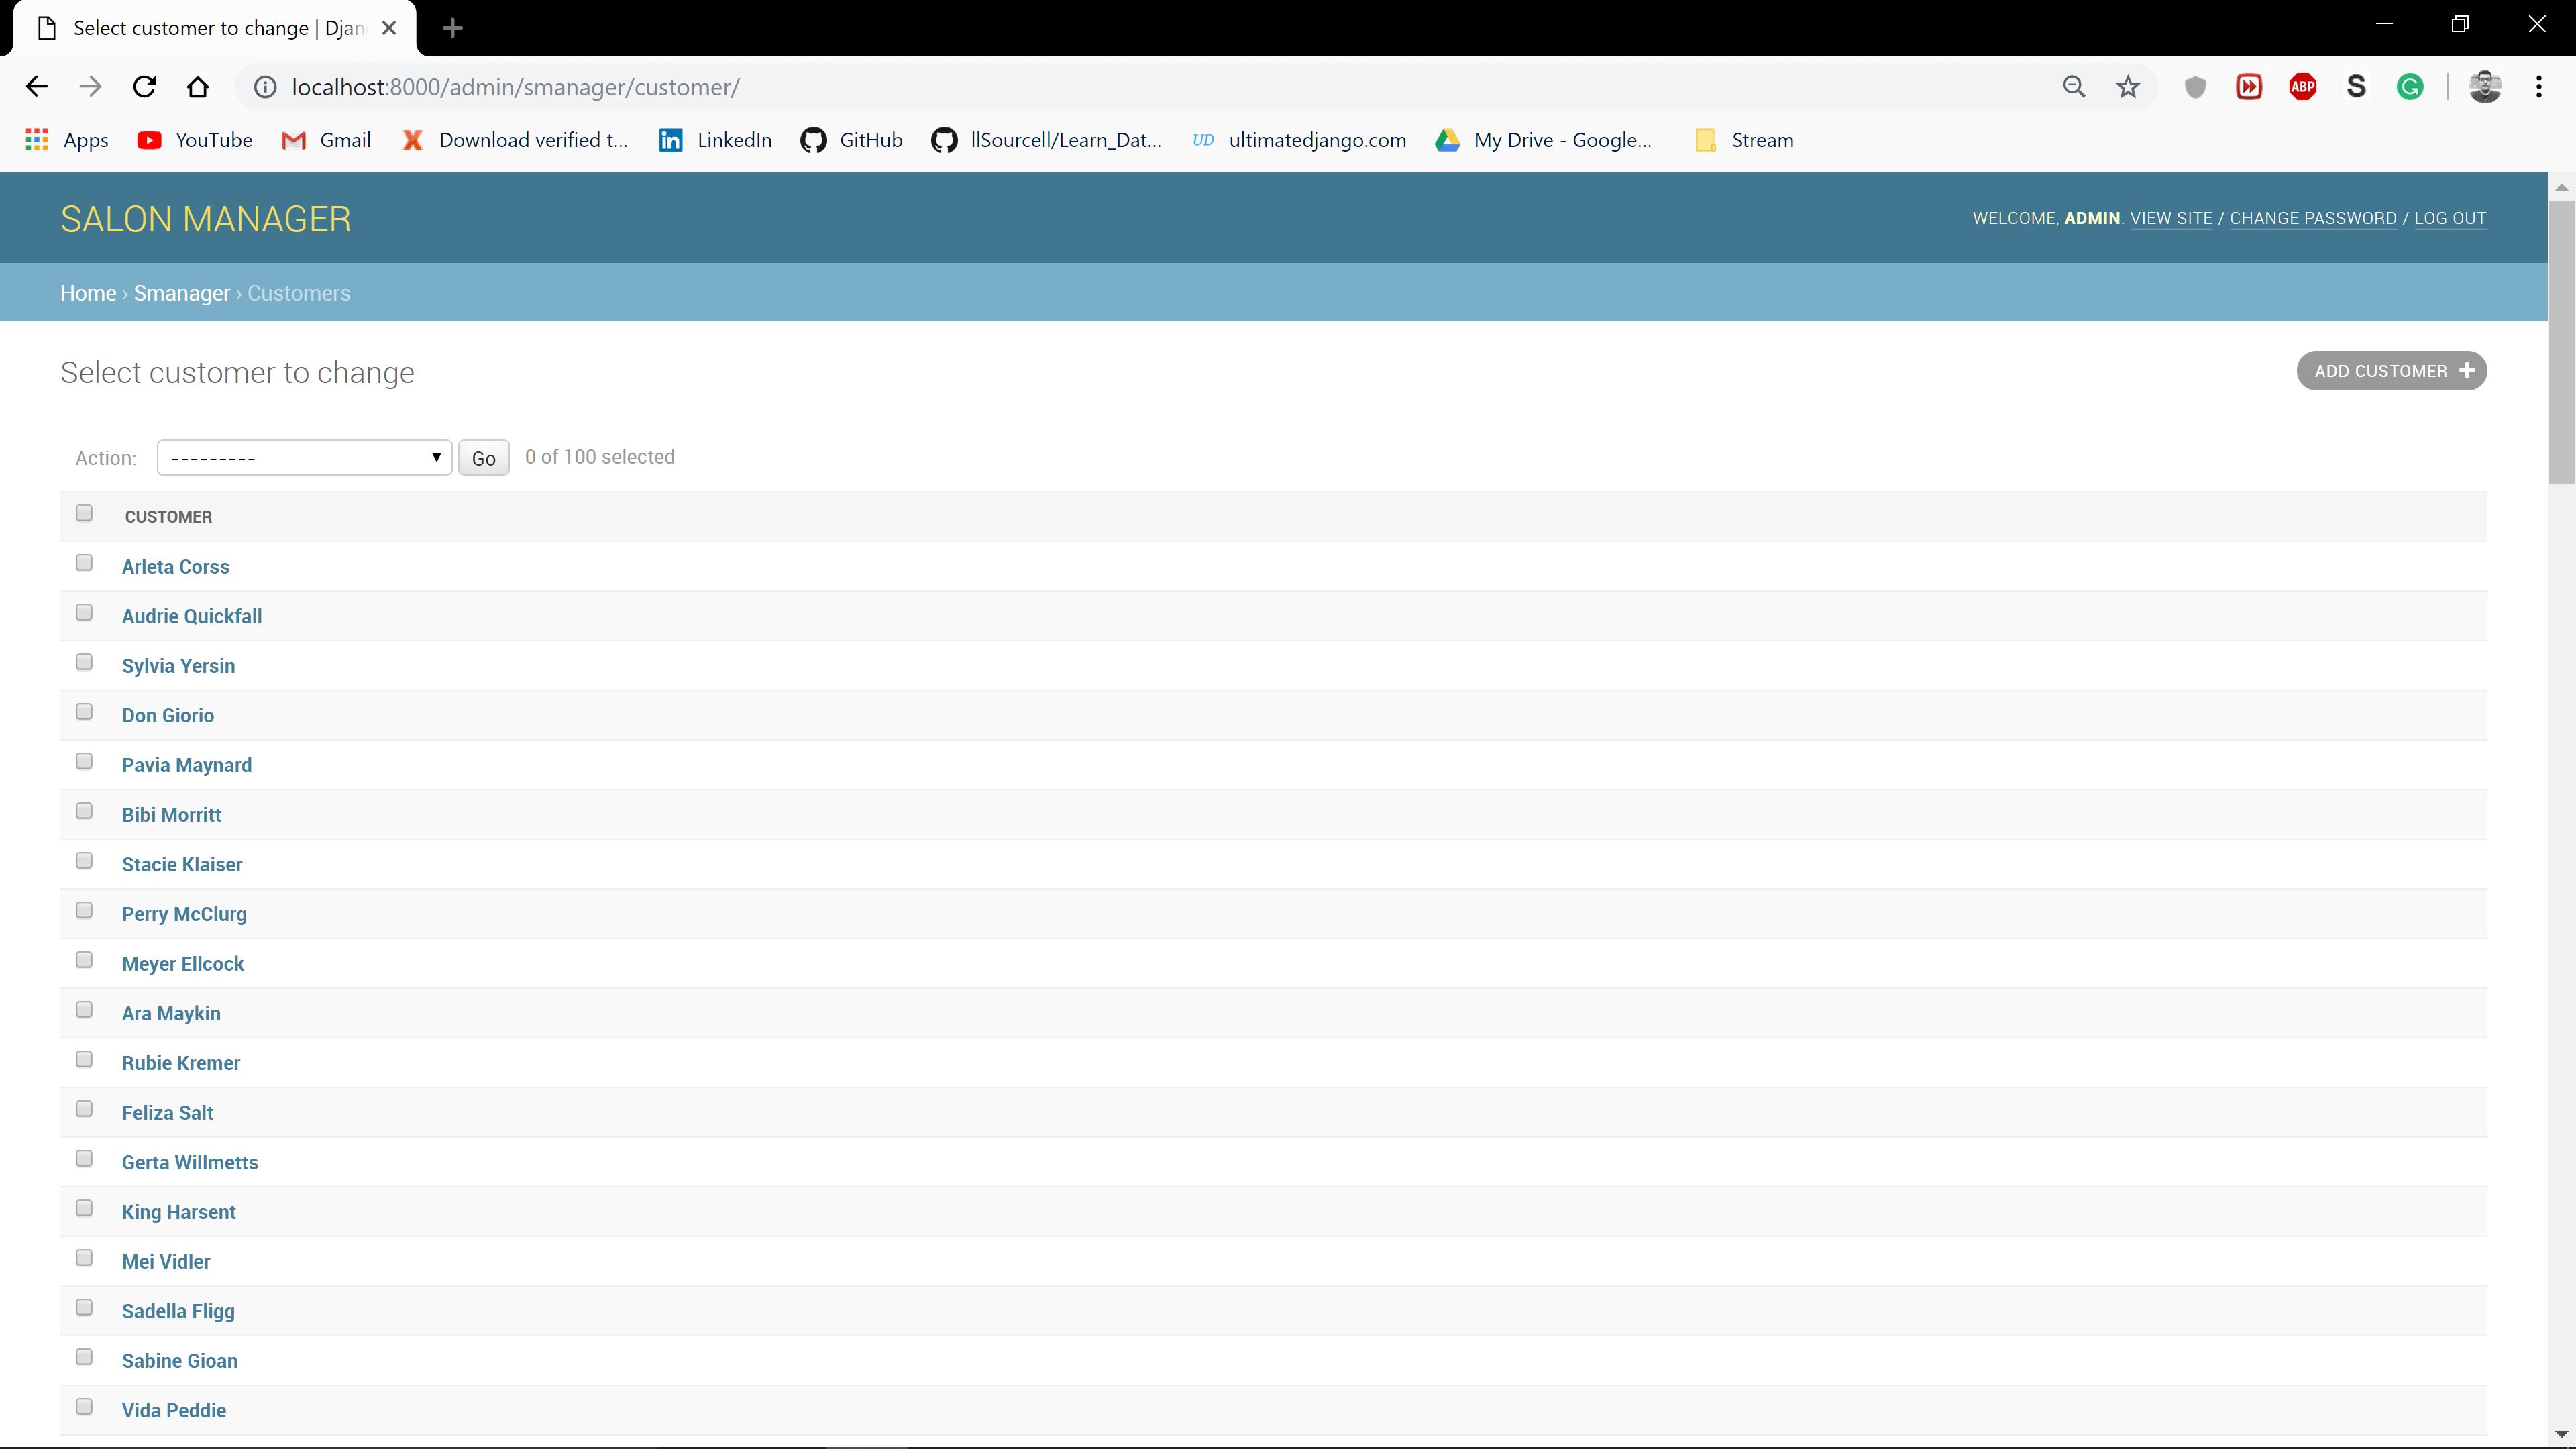 Select customer to change | Djan
localhost:8000/admin/smanager/customer/
ABP
S
G
Apps
YouTube
Gmail
Download verified t...
LinkedIn
GitHub
llSourcell/Learn_Dat...
UD ultimatedjango.com
My Drive - Google...
Stream
SALON MANAGER
WELCOME, ADMIN. VIEW SITE / CHANGE PASSWORD / LOG OUT
Home › Smanager › Customers
Select customer to change
ADD CUSTOMER +
Action: --------- Go 0 of 100 selected
CUSTOMER
Arleta Corss
Audrie Quickfall
Sylvia Yersin
Don Giorio
Pavia Maynard
Bibi Morritt
Stacie Klaiser
Perry McClurg
Meyer Ellcock
Ara Maykin
Rubie Kremer
Feliza Salt
Gerta Willmetts
King Harsent
Mei Vidler
Sadella Fligg
Sabine Gioan
Vida Peddie